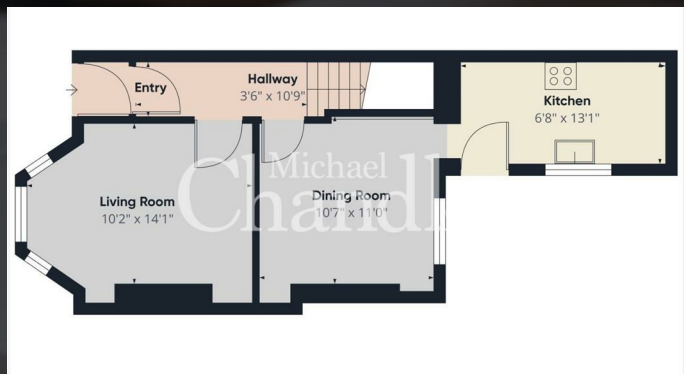 Entry
Hallway
3'6" x 10'9"
Kitchen
6'8" x 13'1"
Living Room
10'2" x 14'1"
Dining Room
10'7" x 11'0"
Michael